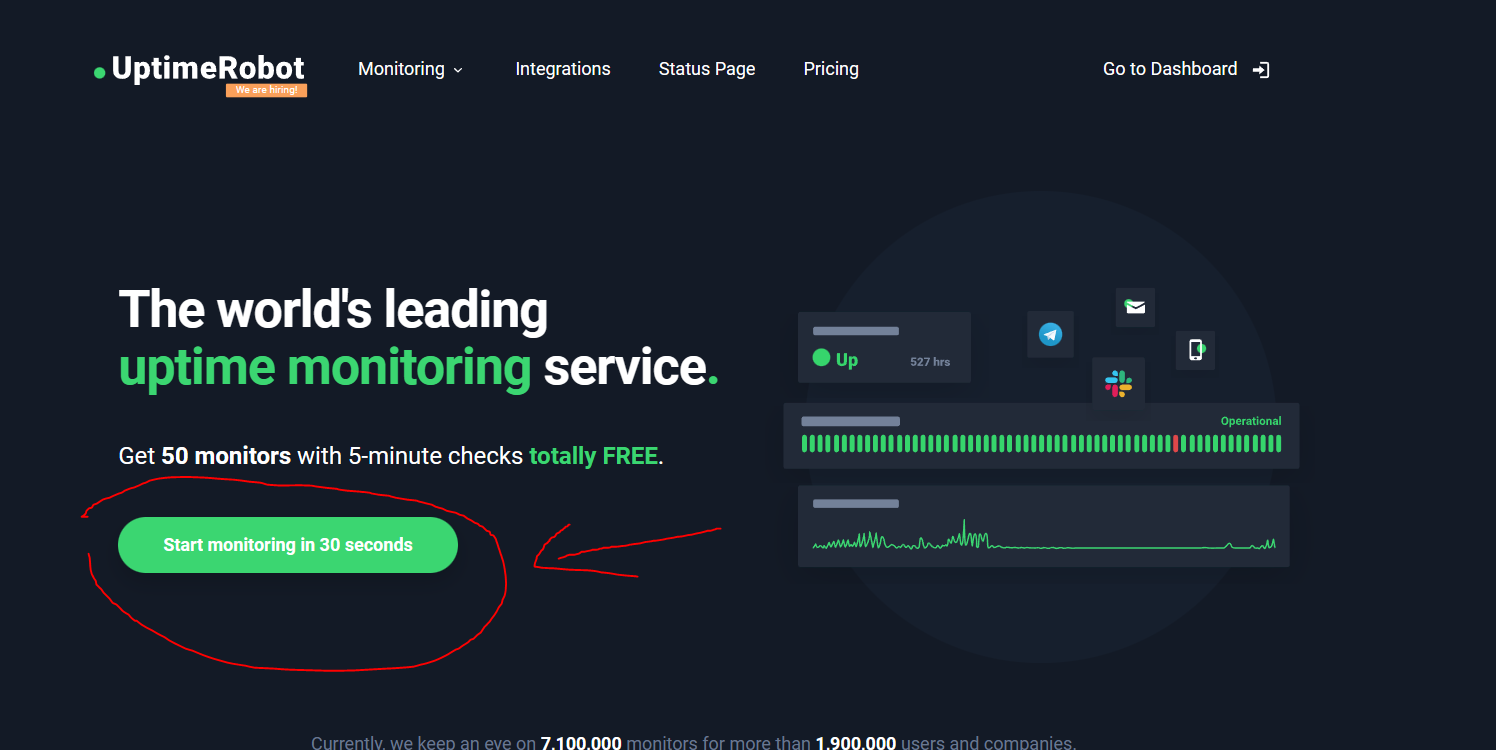 UptimeRobot
We are hiring!
Monitoring
Integrations
Status Page
Pricing
Go to Dashboard
The world's leading
uptime monitoring service.
Get 50 monitors with 5-minute checks totally FREE.
Start monitoring in 30 seconds
Up
527 hrs
Operational
Currently, we keep an eye on 7,100,000 monitors for more than 1,900,000 users and companies.